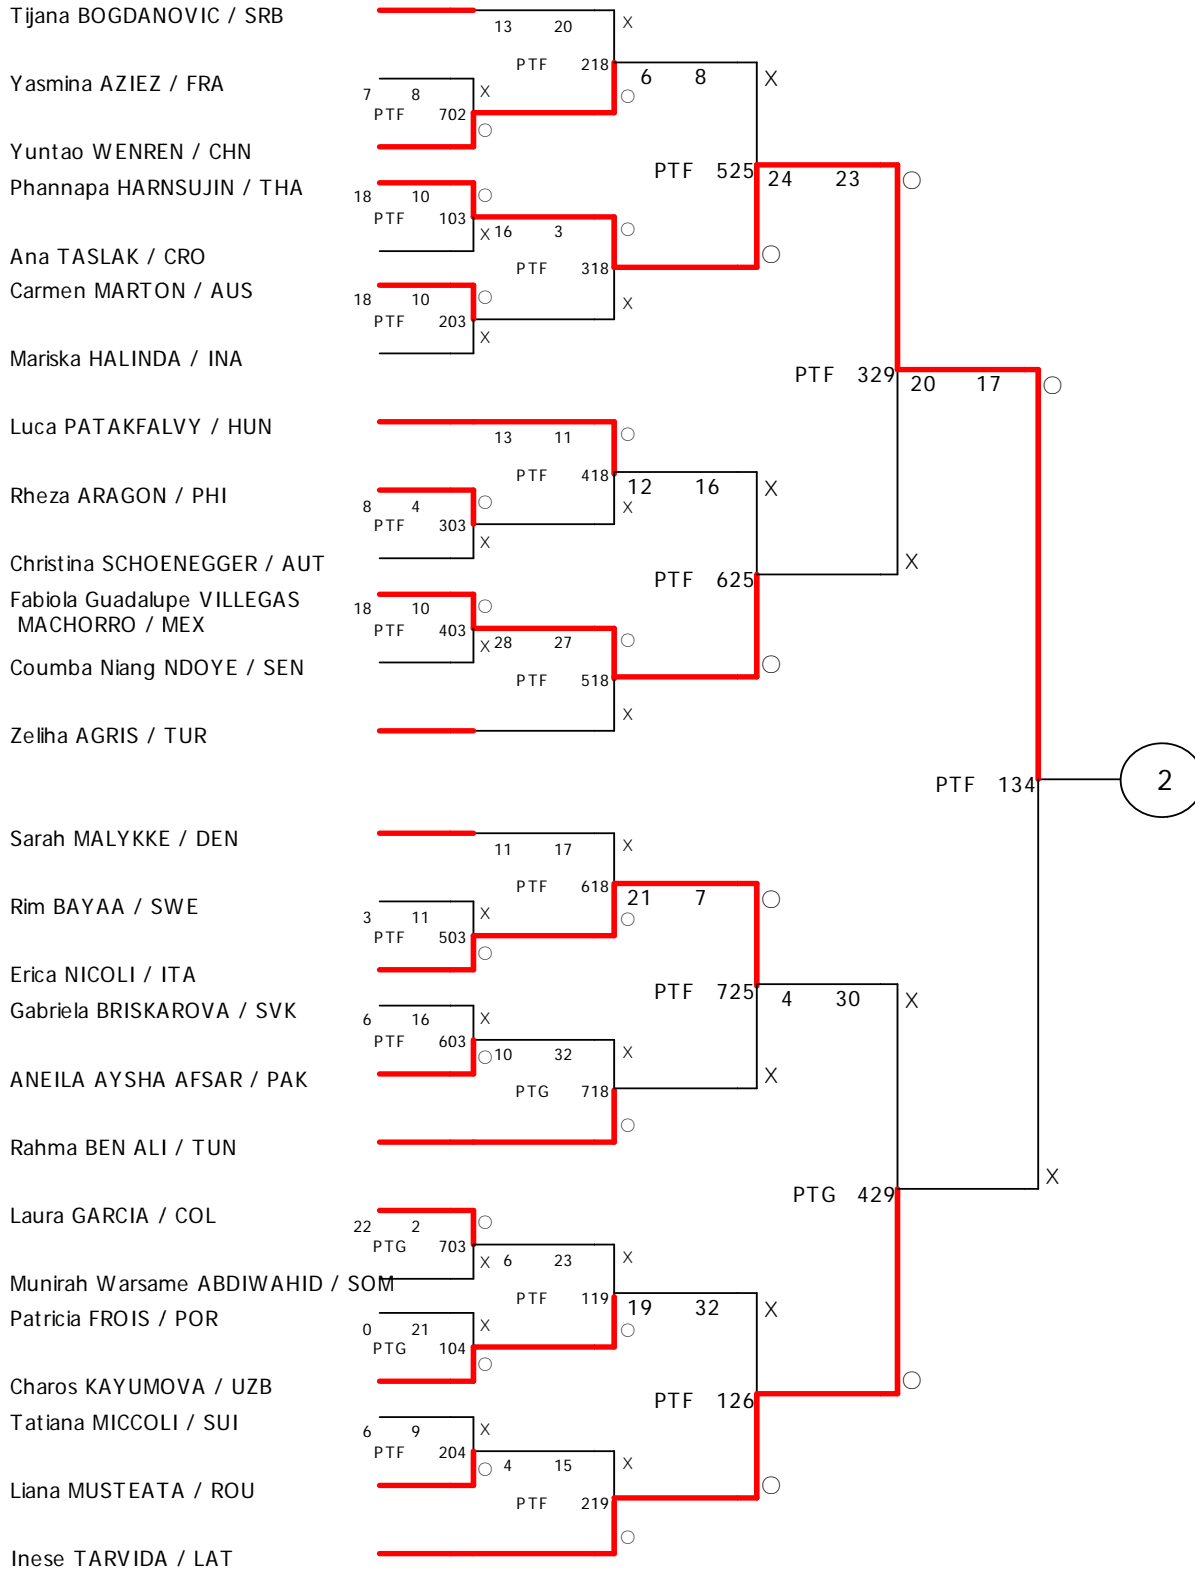 Tijana BOGDANOVIC / SRB
13 20 X
PTF 218
Yasmina AZIEZ / FRA
6 8 X
7 8 X
PTF 702
Yuntao WENREN / CHN
PTF 525
24 23
Phannapa HARNSUJIN / THA
18 10
PTF 103
X 16 3
Ana TASLAK / CRO
PTF 318
Carmen MARTON / AUS
18 10 X
PTF 203
X
Mariska HALINDA / INA
PTF 329
20 17
Luca PATAKFALVY / HUN
13 11
PTF 418
12 16 X
Rheza ARAGON / PHI
8 4 X
PTF 303
X
Christina SCHOENEGGER / AUT
X
PTF 625
Fabiola Guadalupe VILLEGAS
MACHORRO / MEX
18 10
PTF 403
X 28 27
Coumba Niang NDOYE / SEN
PTF 518
X
Zeliha AGRIS / TUR
PTF 134
2
Sarah MALYKKE / DEN
11 17 X
PTF 618
21 7
Rim BAYAA / SWE
3 11 X
PTF 503
Erica NICOLI / ITA
PTF 725
4 30 X
Gabriela BRISKAROVA / SVK
6 16 X
PTF 603
10 32 X
ANEILA AYSHA AFSAR / PAK
X
PTG 718
Rahma BEN ALI / TUN
X
PTG 429
Laura GARCIA / COL
22 2
PTG 703
X 6 23 X
Munirah Warsame ABDIWAHID / SOM
PTF 119
19 32 X
Patricia FROIS / POR
0 21 X
PTG 104
Charos KAYUMOVA / UZB
PTF 126
Tatiana MICCOLI / SUI
6 9 X
PTF 204
4 15 X
Liana MUSTEATA / ROU
PTF 219
Inese TARVIDA / LAT